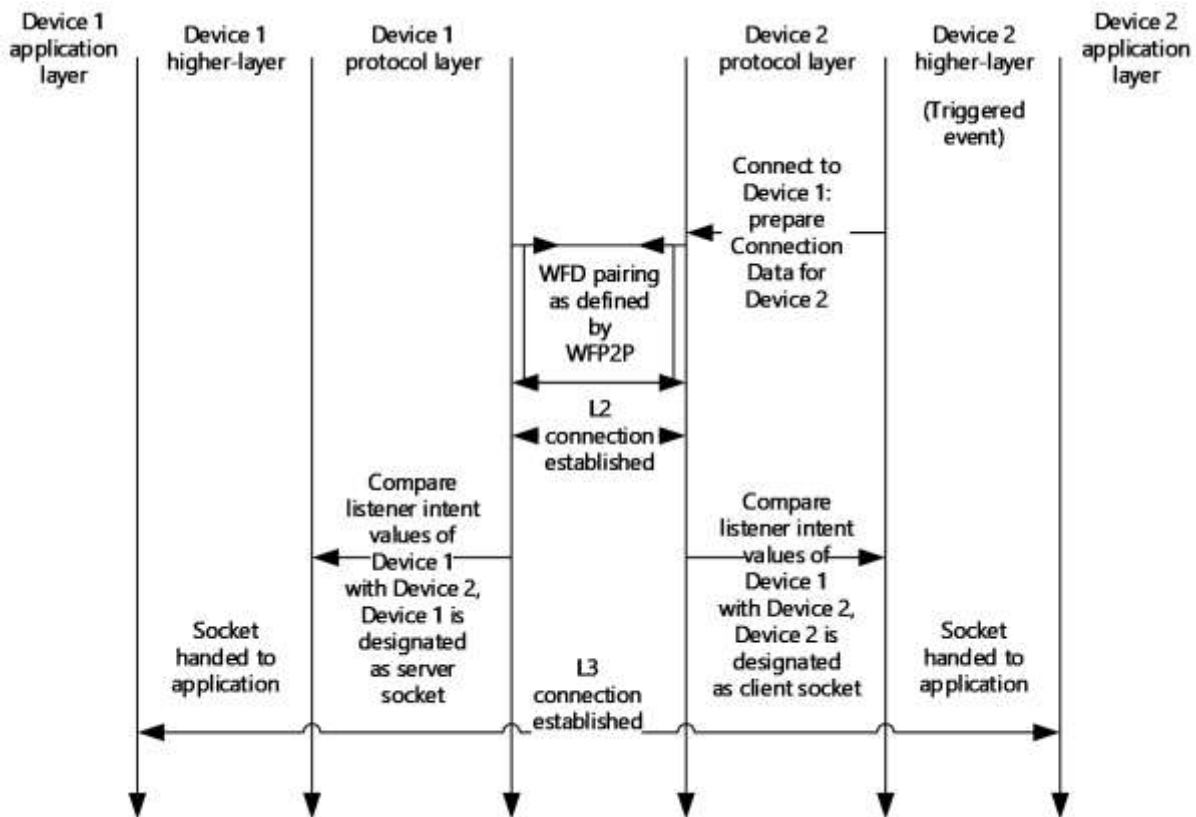 Device 1
application
layer
Device 1
higher-layer
Device 1
protocol layer
Device 2
protocol layer
Device 2
higher-layer
Device 2
application
layer
(Triggered
event)
Connect to
Device 1:
prepare
Connection
Data for
Device 2
WFD pairing
as defined
by
WFP2P
L2
connection
established
Compare
listener intent
values of
Device 1
with Device 2,
Device 1 is
designated
as server
socket
Compare
listener intent
values of
Device 1
with Device 2,
Device 2 is
designated
as client socket
Socket
handed to
application
L3
connection
established
Socket
handed to
application